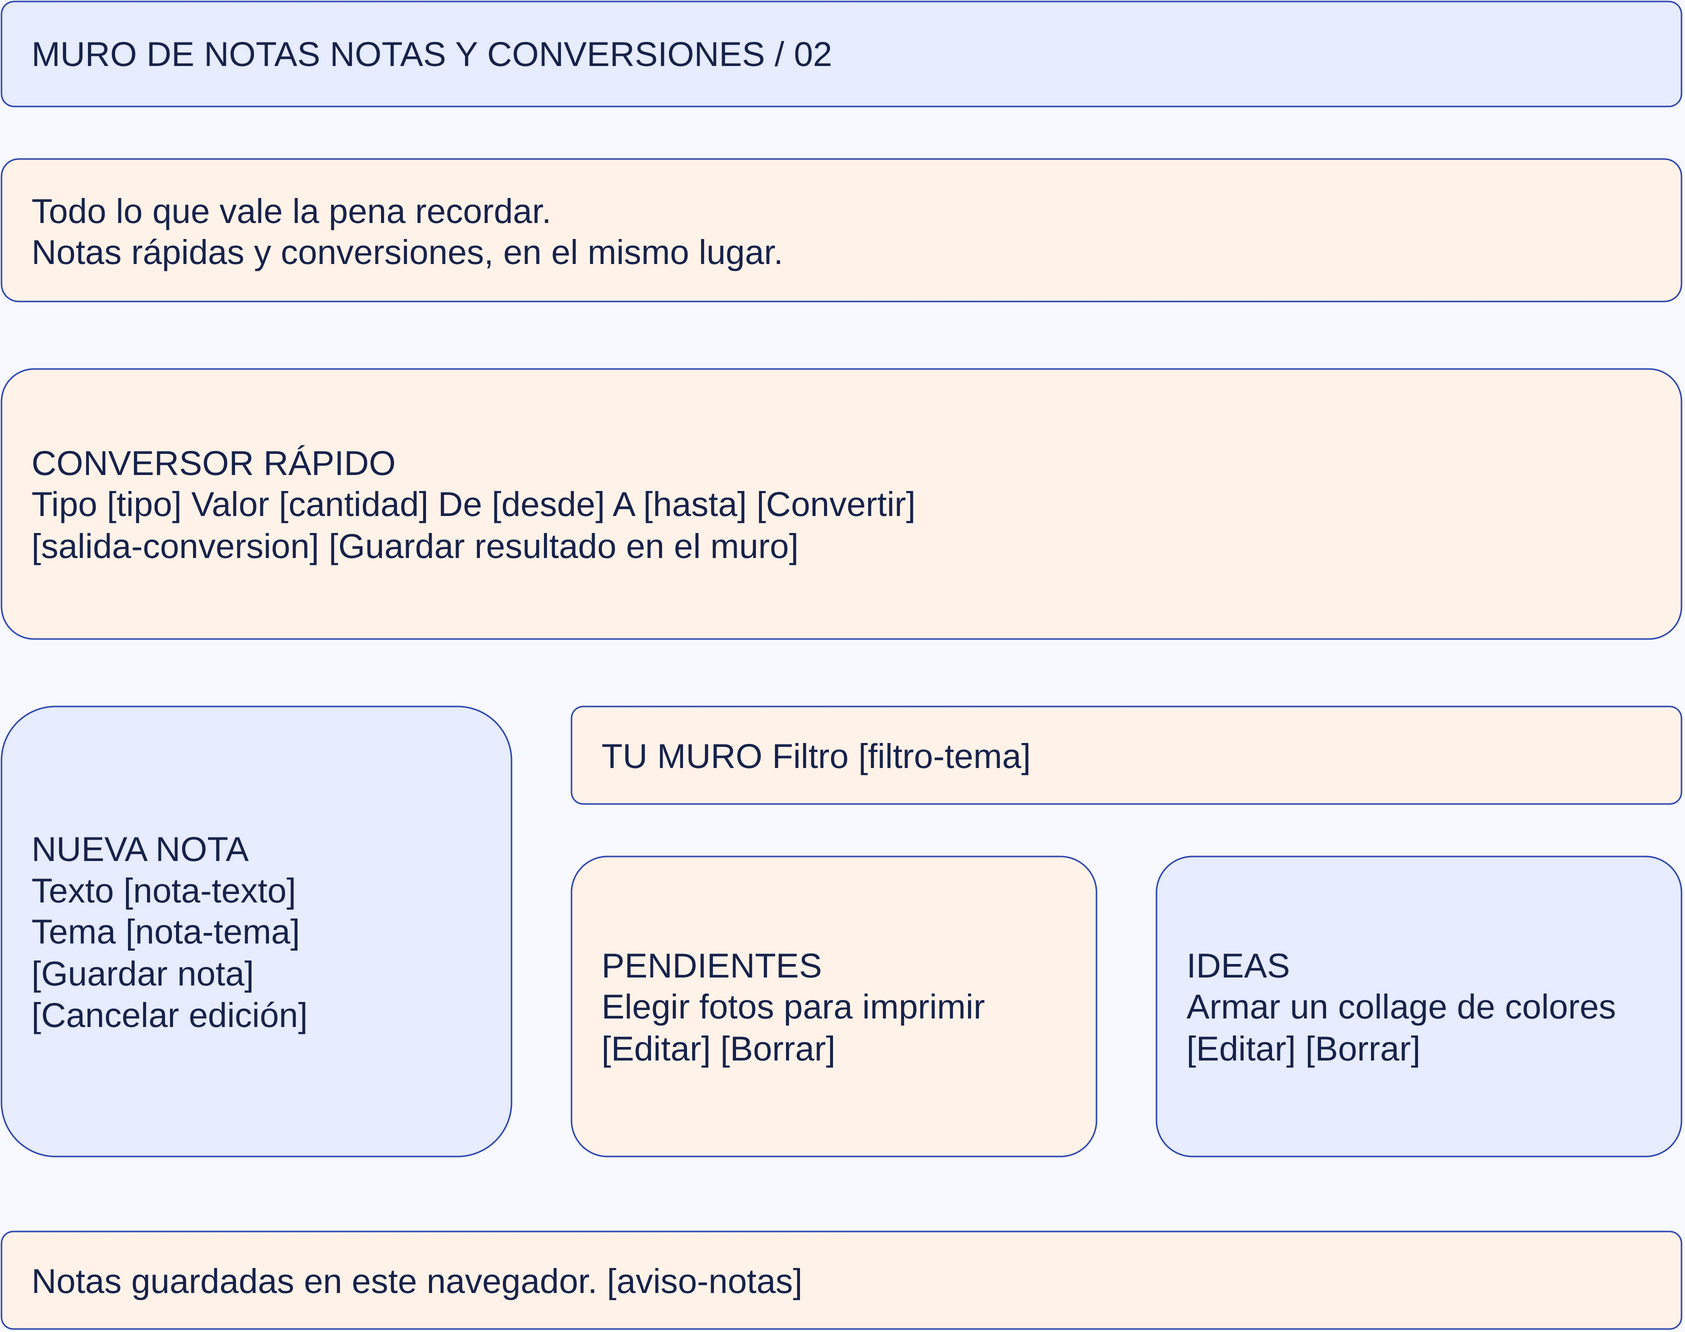 MURO DE NOTAS NOTAS Y CONVERSIONES / 02
Todo lo que vale la pena recordar.
Notas rápidas y conversiones, en el mismo lugar.
CONVERSOR RÁPIDO
Tipo [tipo] Valor [cantidad] De [desde] A [hasta] [Convertir]
[salida-conversion] [Guardar resultado en el muro]
NUEVA NOTA
Texto [nota-texto]
Tema [nota-tema]
[Guardar nota]
[Cancelar edición]
TU MURO Filtro [filtro-tema]
PENDIENTES
Elegir fotos para imprimir
[Editar] [Borrar]
IDEAS
Armar un collage de colores
[Editar] [Borrar]
Notas guardadas en este navegador. [aviso-notas]